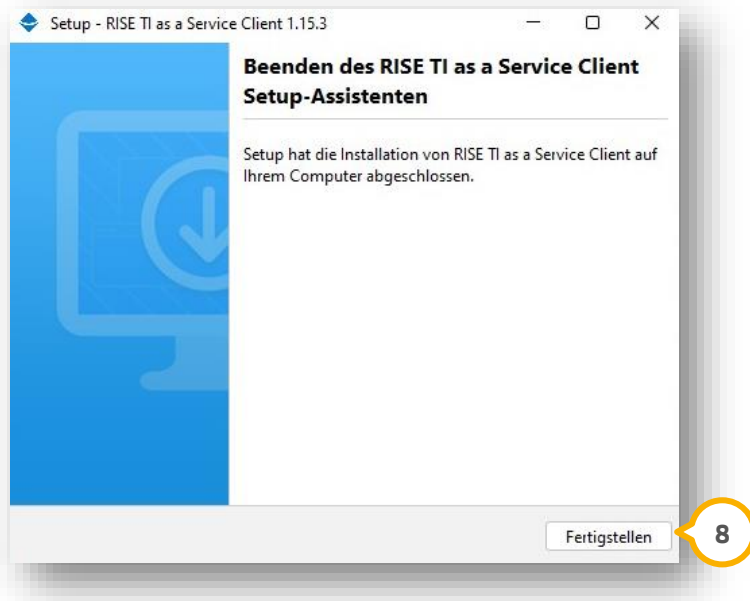 Setup - RISE TI as a Service Client 1.15.3
Beenden des RISE TI as a Service Client
Setup-Assistenten
Setup hat die Installation von RISE TI as a Service Client auf
Ihrem Computer abgeschlossen.
Fertigstellen
8